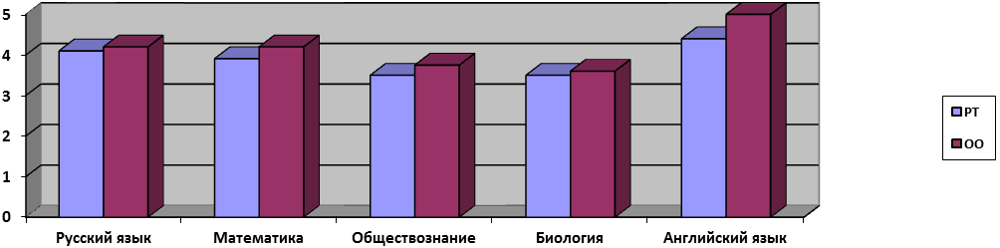 5
4
3
2
1
0
Русский язык
Математика
Обществознание
Биология
Английский язык
РТ
ОО